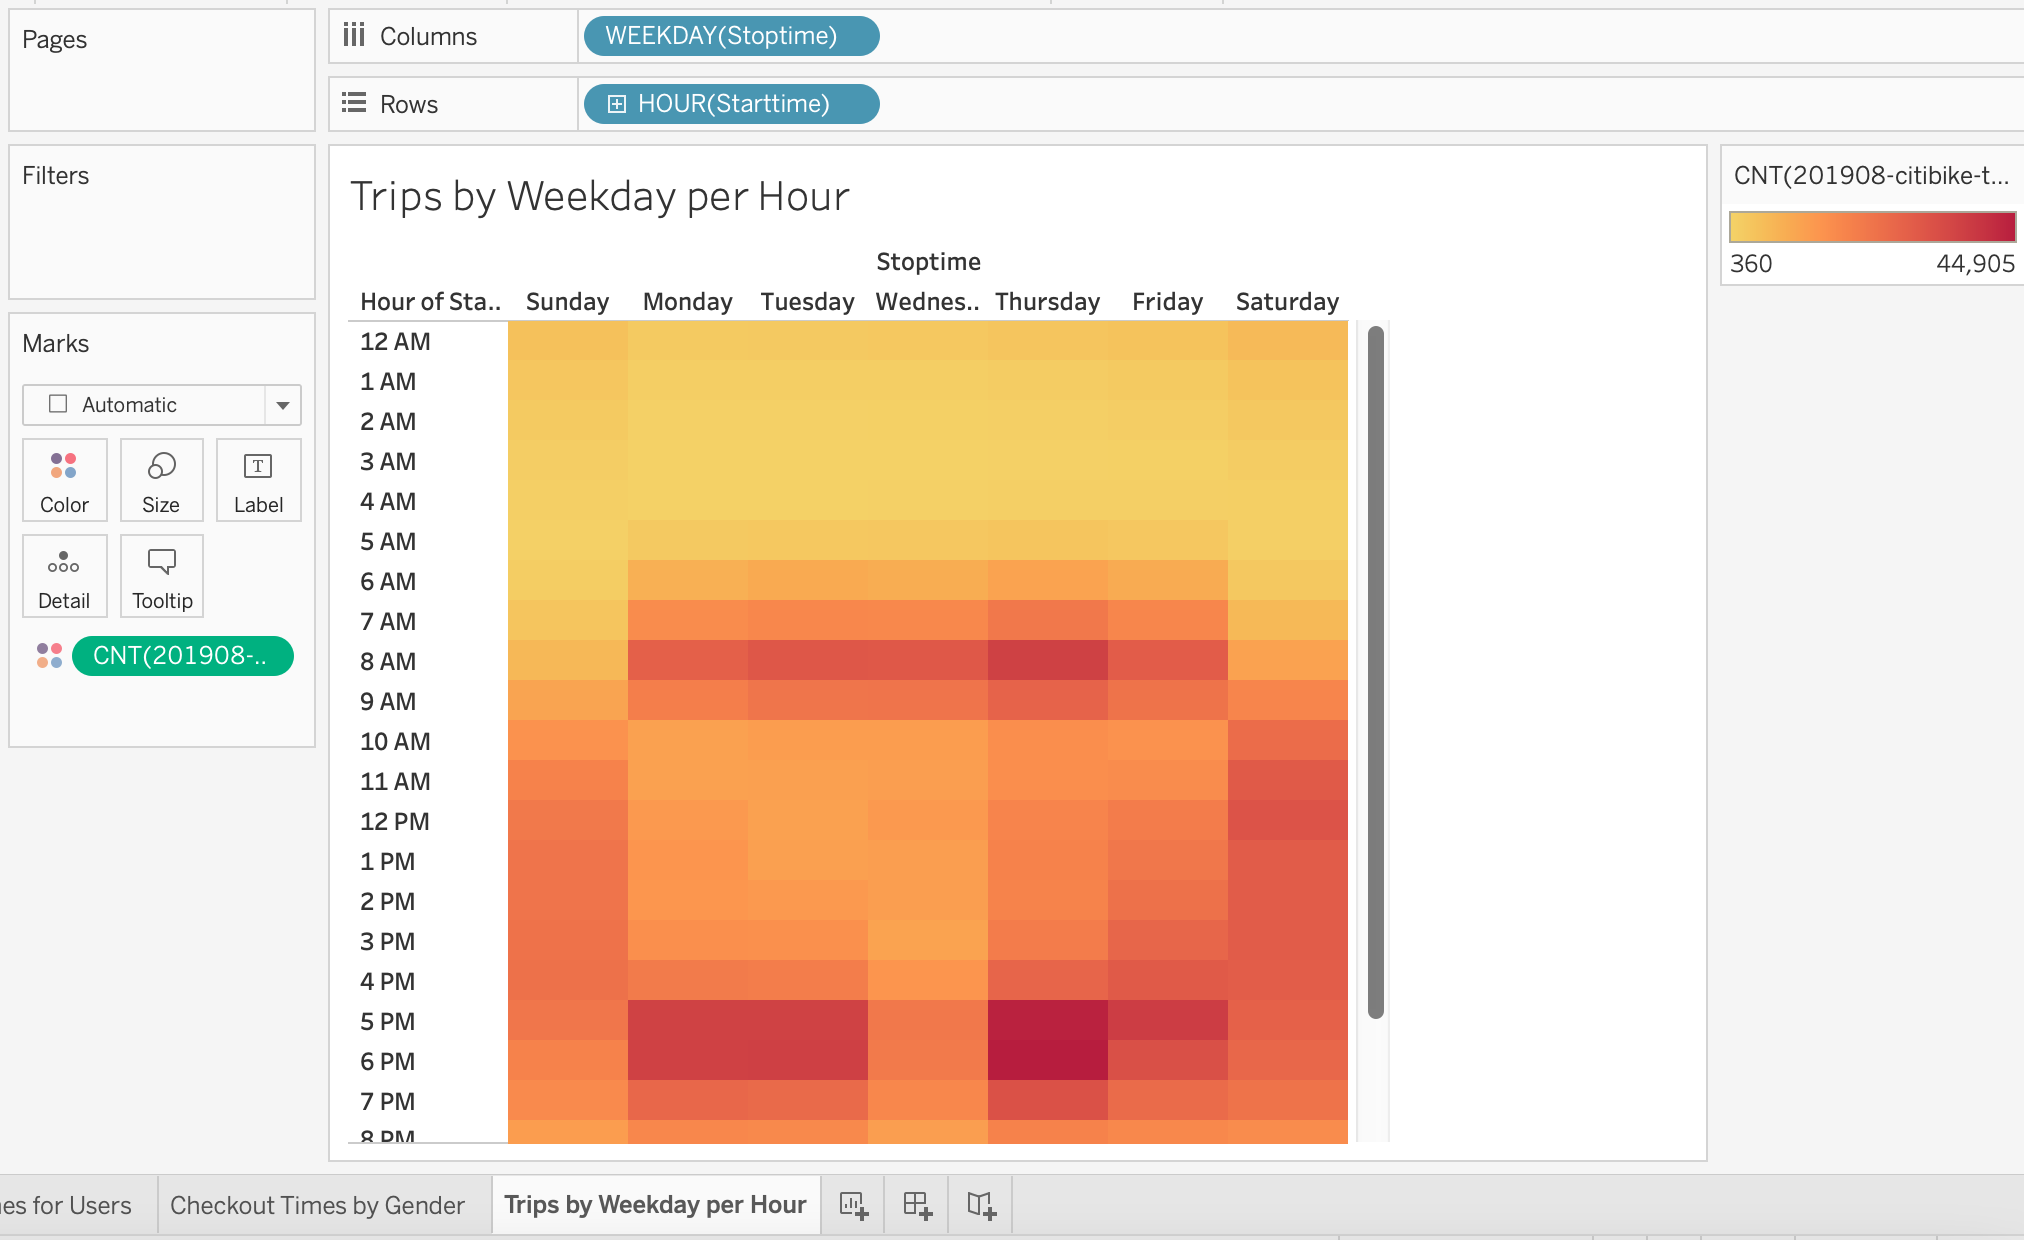 Pages
Columns
WEEKDAY(Stoptime)
Rows
HOUR(Starttime)
Filters
Marks
Automatic
Color
Size
T
Label
Detail
Tooltip
CNT(201908-..
Trips by Weekday per Hour
Stoptime
Hour of Sta.. Sunday Monday Tuesday Wednes.. Thursday Friday Saturday
12 AM
1 AM
2 AM
3 AM
4 AM
5 AM
6 AM
7 AM
8 AM
9 AM
10 AM
11 AM
12 PM
1 PM
2 PM
3 PM
4 PM
5 PM
6 PM
7 PM
8 PM
CNT(201908-citibike-t...
360 44,905
es for Users
Checkout Times by Gender
Trips by Weekday per Hour